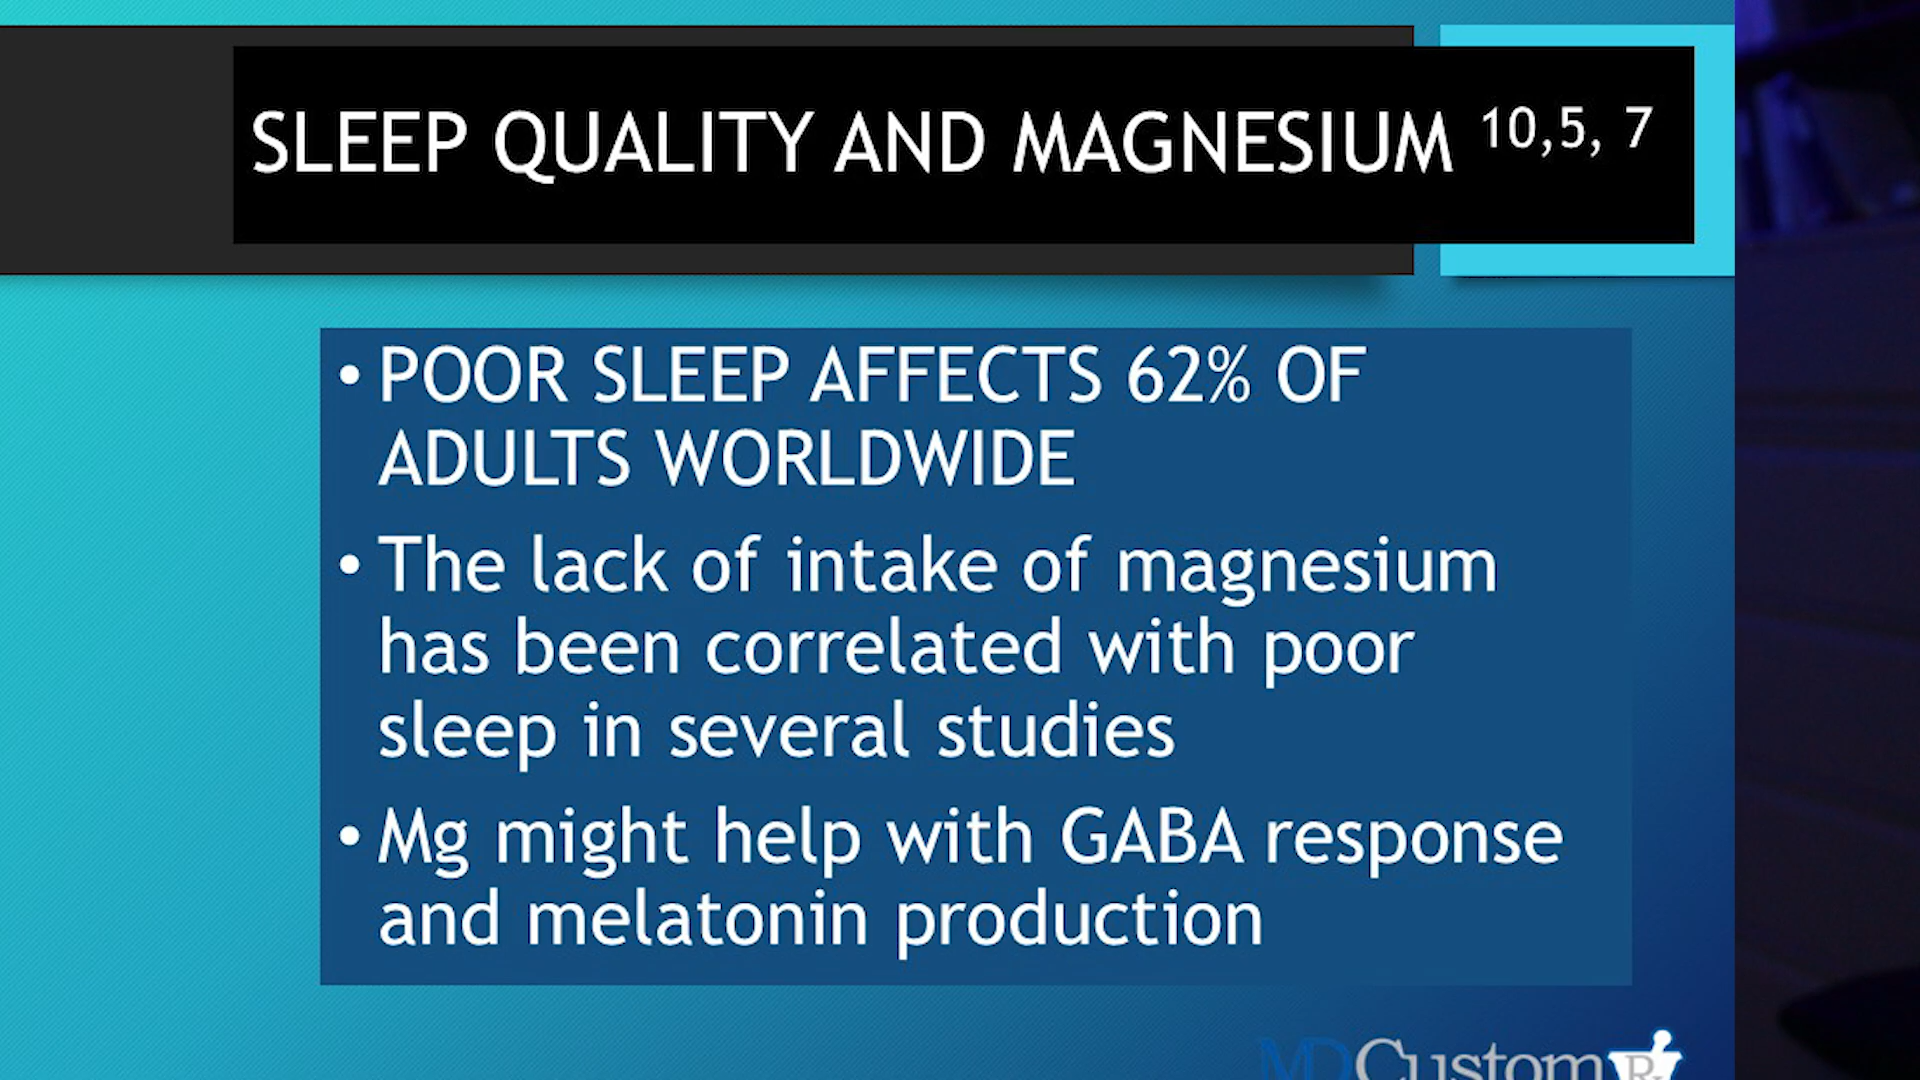 SLEEP QUALITY AND MAGNESIUM 10,5, 7
• POOR SLEEP AFFECTS 62% OF
ADULTS WORLDWIDE
• The lack of intake of magnesium
has been correlated with poor
sleep in several studies
• Mg might help with GABA response
and melatonin production
MDCustom Rx